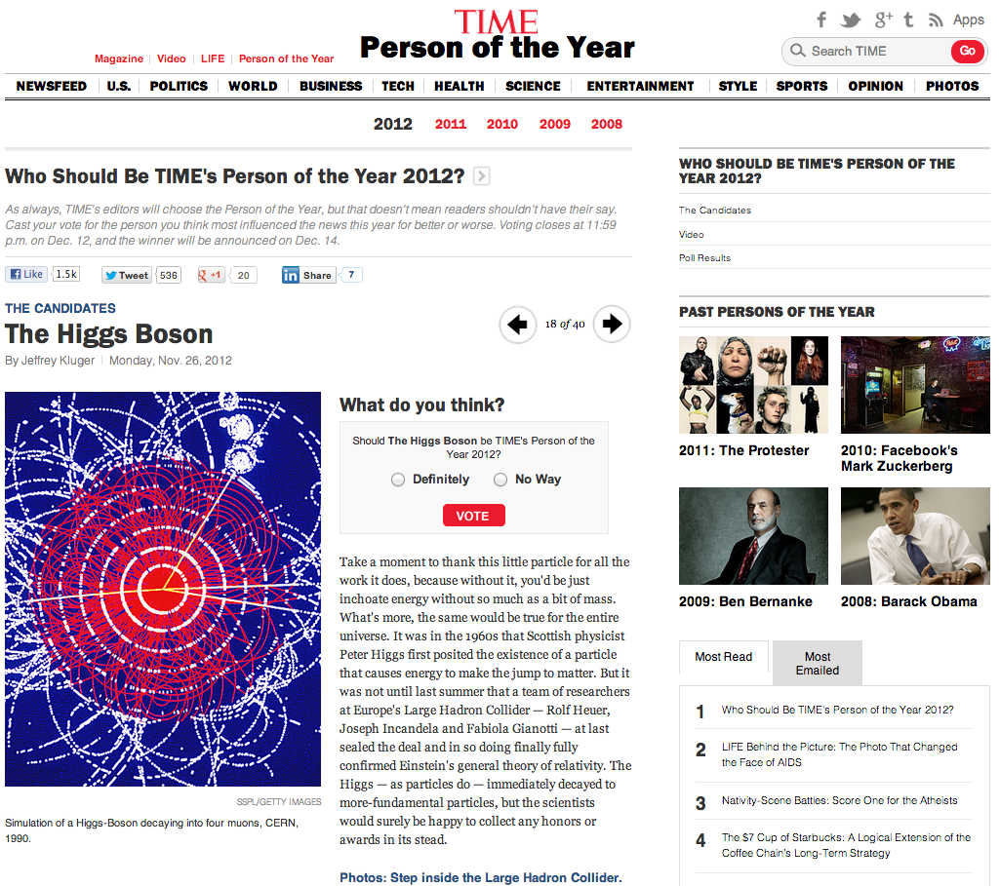 TIME
Person of the Year
Apps
Search TIME
Go
Magazine Video LIFE Person of the Year
NEWSFEED U.S. POLITICS WORLD BUSINESS TECH HEALTH SCIENCE ENTERTAINMENT STYLE SPORTS OPINION PHOTOS
2012 2011 2010 2009 2008
Who Should Be TIME's Person of the Year 2012?
As always, TIME's editors will choose the Person of the Year, but that doesn't mean readers shouldn't have their say.
Cast your vote for the person you think most influenced the news this year for better or worse. Voting closes at 11:59
p.m. on Dec. 12, and the winner will be announced on Dec. 14.
Like 1.5k Tweet 536 +1 20 Share 7
THE CANDIDATES
The Higgs Boson
18 of 40
By Jeffrey Kluger Monday, Nov. 26, 2012
SSPL/GETTY IMAGES
Simulation of a Higgs-Boson decaying into four muons, CERN,
1990.
What do you think?
Should The Higgs Boson be TIME's Person of the
Year 2012?
Definitely No Way
VOTE
Take a moment to thank this little particle for all the
work it does, because without it, you'd be just
inchoate energy without so much as a bit of mass.
What's more, the same would be true for the entire
universe. It was in the 1960s that Scottish physicist
Peter Higgs first posited the existence of a particle
that causes energy to make the jump to matter. But it
was not until last summer that a team of researchers
at Europe's Large Hadron Collider — Rolf Heuer,
Joseph Incandela and Fabiola Gianotti — at last
sealed the deal and in so doing finally fully
confirmed Einstein's general theory of relativity. The
Higgs — as particles do — immediately decayed to
more-fundamental particles, but the scientists
would surely be happy to collect any honors or
awards in its stead.
Photos: Step inside the Large Hadron Collider.
WHO SHOULD BE TIME'S PERSON OF THE
YEAR 2012?
The Candidates
Video
Poll Results
PAST PERSONS OF THE YEAR
2011: The Protester
2010: Facebook's
Mark Zuckerberg
2009: Ben Bernanke
2008: Barack Obama
Most Read
Most
Emailed
1 Who Should Be TIME's Person of the Year 2012?
2 LIFE Behind the Picture: The Photo That Changed
the Face of AIDS
3 Nativity-Scene Battles: Score One for the Atheists
4 The $7 Cup of Starbucks: A Logical Extension of the
Coffee Chain's Long-Term Strategy